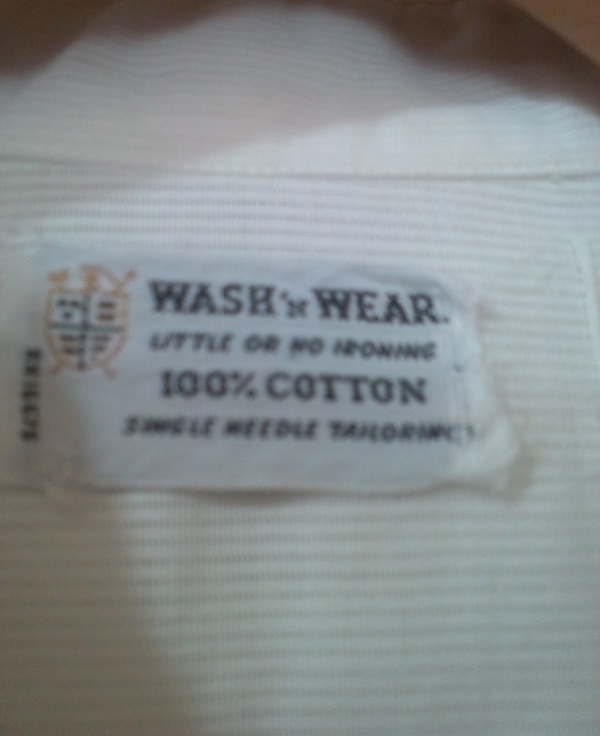 WASH 'N WEAR.
LITTLE OR NO IRONING
100% COTTON
SINGLE NEEDLE TAILORING